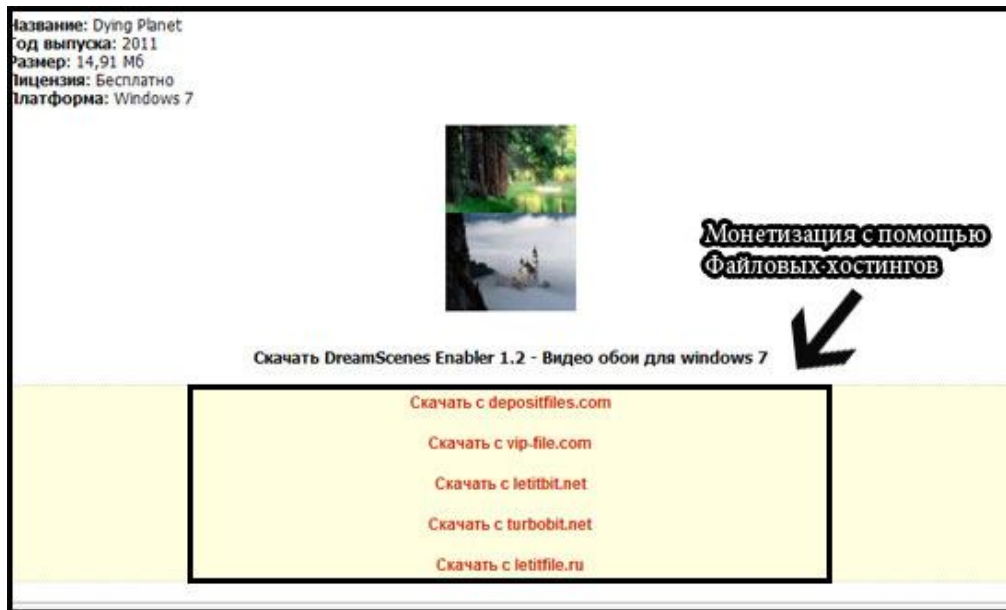 Название: Dying Planet
Год выпуска: 2011
Размер: 14,91 Мб
Лицензия: Бесплатно
Платформа: Windows 7
Монетизация с помощью
Файловых-хостингов
Скачать DreamScenes Enabler 1.2 - Видео обои для windows 7
Скачать с depositfiles.com
Скачать с vip-file.com
Скачать с letitbit.net
Скачать с turbobit.net
Скачать с letitfile.ru